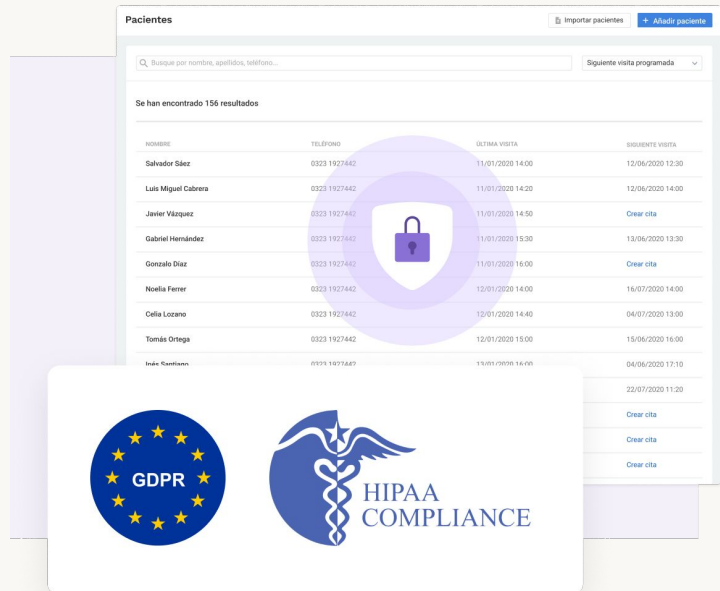 Pacientes
Importar pacientes
+ Añadir paciente
Busque por nombre, apellidos, teléfono...
Siguiente visita programada
Se han encontrado 156 resultados
NOMBRE TELÉFONO ÚLTIMA VISITA SIGUIENTE VISITA
Salvador Sáez 0323 1927442 11/01/2020 14:00 12/06/2020 12:30
Luis Miguel Cabrera 0323 1927442 11/01/2020 14:20 12/06/2020 14:00
Javier Vázquez 0323 1927442 11/01/2020 14:50 Crear cita
Gabriel Hernández 0323 1927442 11/01/2020 15:30 13/06/2020 13:30
Gonzalo Díaz 0323 1927442 11/01/2020 16:00 Crear cita
Noelia Ferrer 0323 1927442 12/01/2020 14:00 16/07/2020 14:00
Celia Lozano 0323 1927442 12/01/2020 14:40 04/07/2020 13:00
Tomás Ortega 0323 1927442 12/01/2020 15:00 15/06/2020 16:00
Inés Santiago 0323 1927442 13/01/2020 16:00 04/06/2020 17:10
22/07/2020 11:20
Crear cita
Crear cita
Crear cita
GDPR
HIPAA
COMPLIANCE